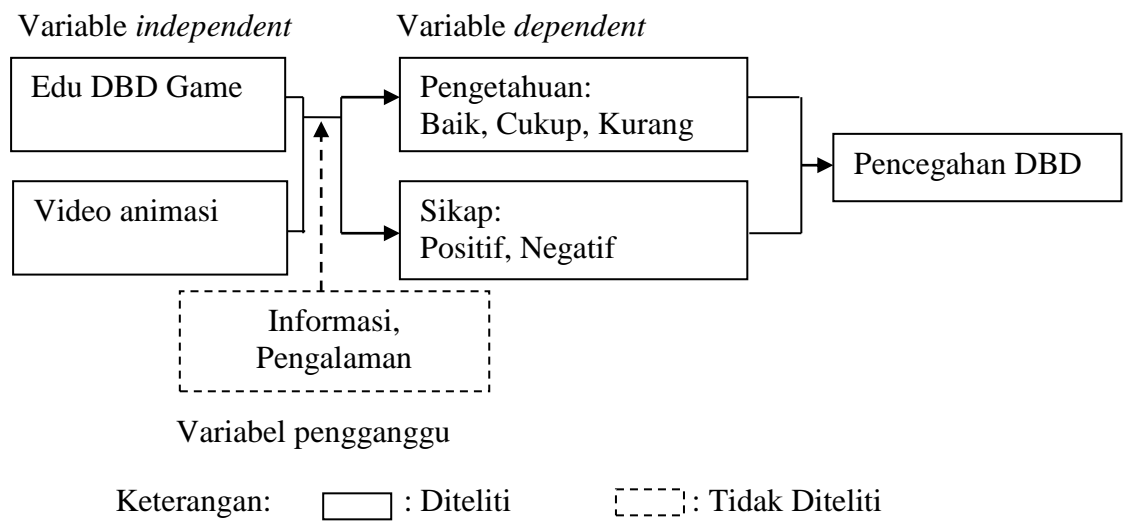 Variable independent
Variable dependent
Edu DBD Game
Pengetahuan:
Baik, Cukup, Kurang
Pencegahan DBD
Video animasi
Sikap:
Positif, Negatif
Informasi,
Pengalaman
Variabel pengganggu
Keterangan: : Diteliti : Tidak Diteliti